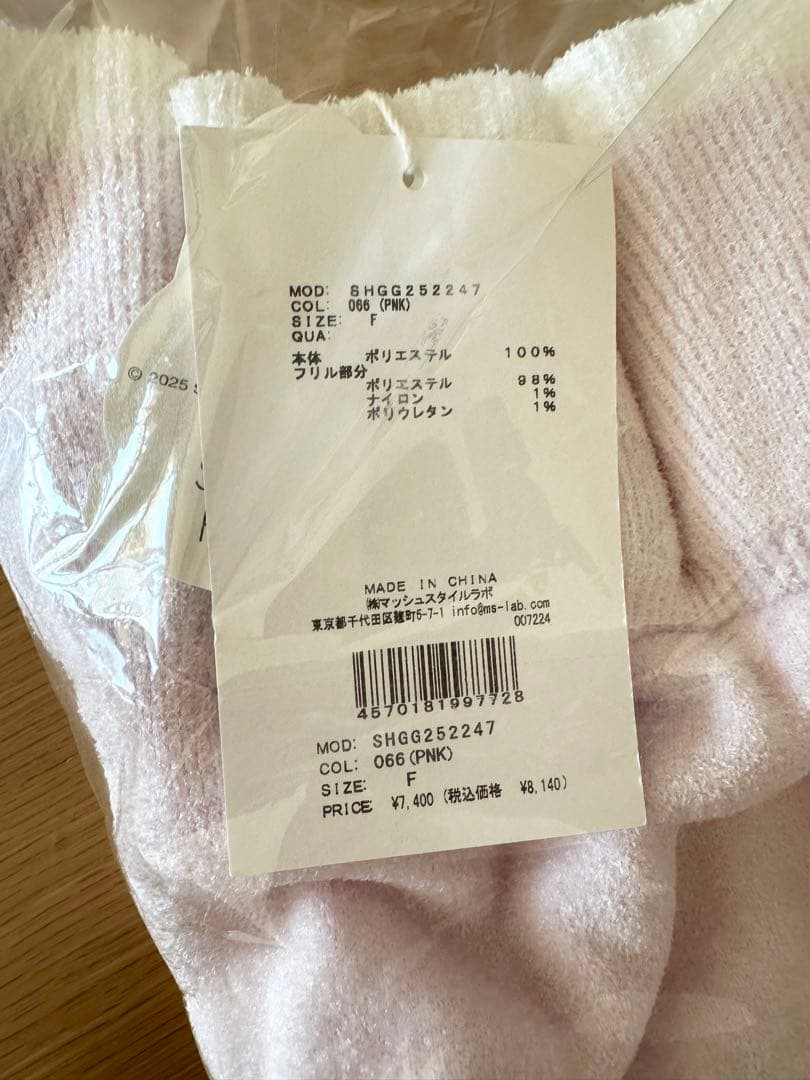 MOD: SHGG252247
COL: 066 (PNK)
SIZE: F
QUA:
本体 ポリエステル 100%
フリル部分
ポリエステル 98%
ナイロン 1%
ポリウレタン 1%
© 2025 S
MADE IN CHINA
㈱マッシュスタイルラボ
東京都千代田区麹町5-7-1 info@ms-lab.com
007224
4570181997728
MOD: SHGG252247
COL: 066(PNK)
SIZE: F
PRICE: ¥7,400 (税込価格 ¥8,140)